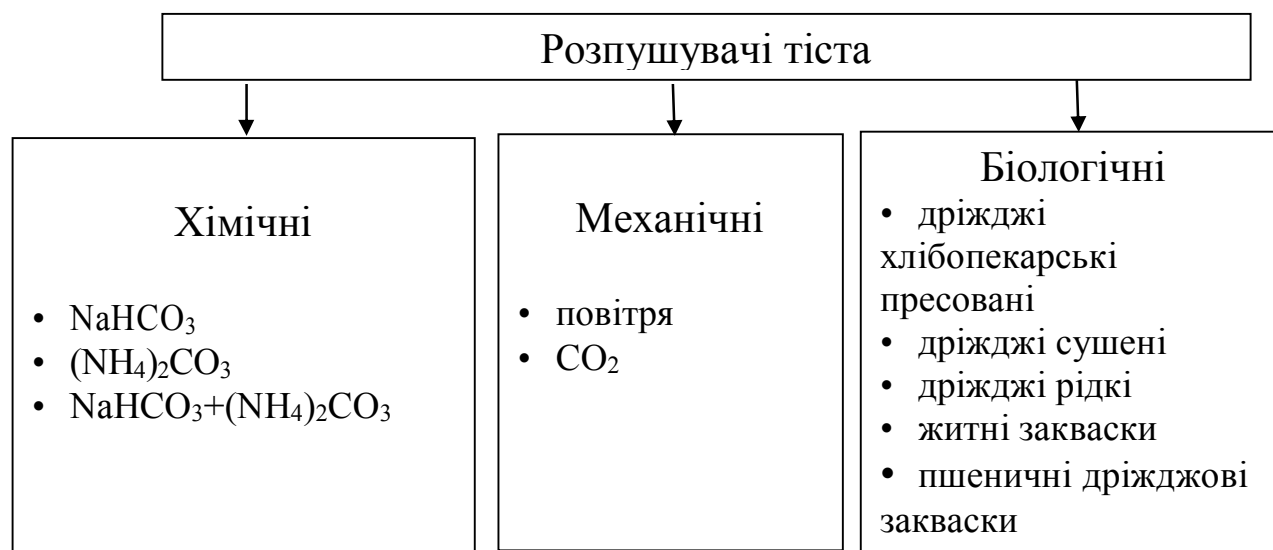 Розпушувачі тіста
Хімічні
• NaHCO₃
• (NH₄)₂CO₃
• NaHCO₃+(NH₄)₂CO₃
Механічні
• повітря
• CO₂
Біологічні
• дріжджі
хлібопекарські
пресовані
• дріжджі сушені
• дріжджі рідкі
• житні закваски
• пшеничні дріжджові
закваски